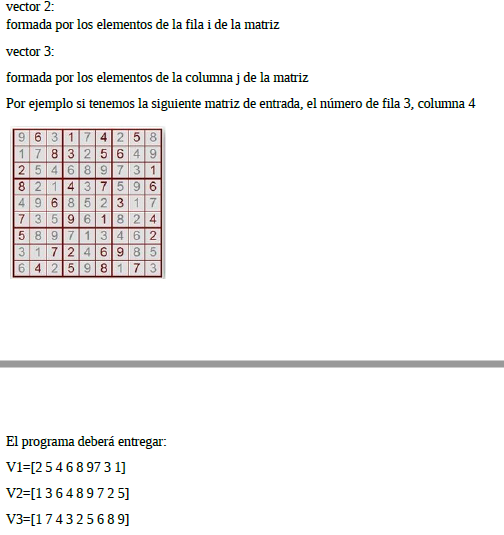 vector 2:
formada por los elementos de la fila i de la matriz
vector 3:
formada por los elementos de la columna j de la matriz
Por ejemplo si tenemos la siguiente matriz de entrada, el número de fila 3, columna 4
9 6 3 1 7 4 2 5 8
1 7 8 3 2 5 6 4 9
2 5 4 6 8 9 7 3 1
8 2 1 4 3 7 5 9 6
4 9 6 8 5 2 3 1 7
7 3 5 9 6 1 8 2 4
5 8 9 7 1 3 4 6 2
3 1 7 2 4 6 9 8 5
6 4 2 5 9 8 1 7 3
El programa deberá entregar:
V1=[2 5 4 6 8 97 3 1]
V2=[1 3 6 4 8 9 7 2 5]
V3=[1 7 4 3 2 5 6 8 9]